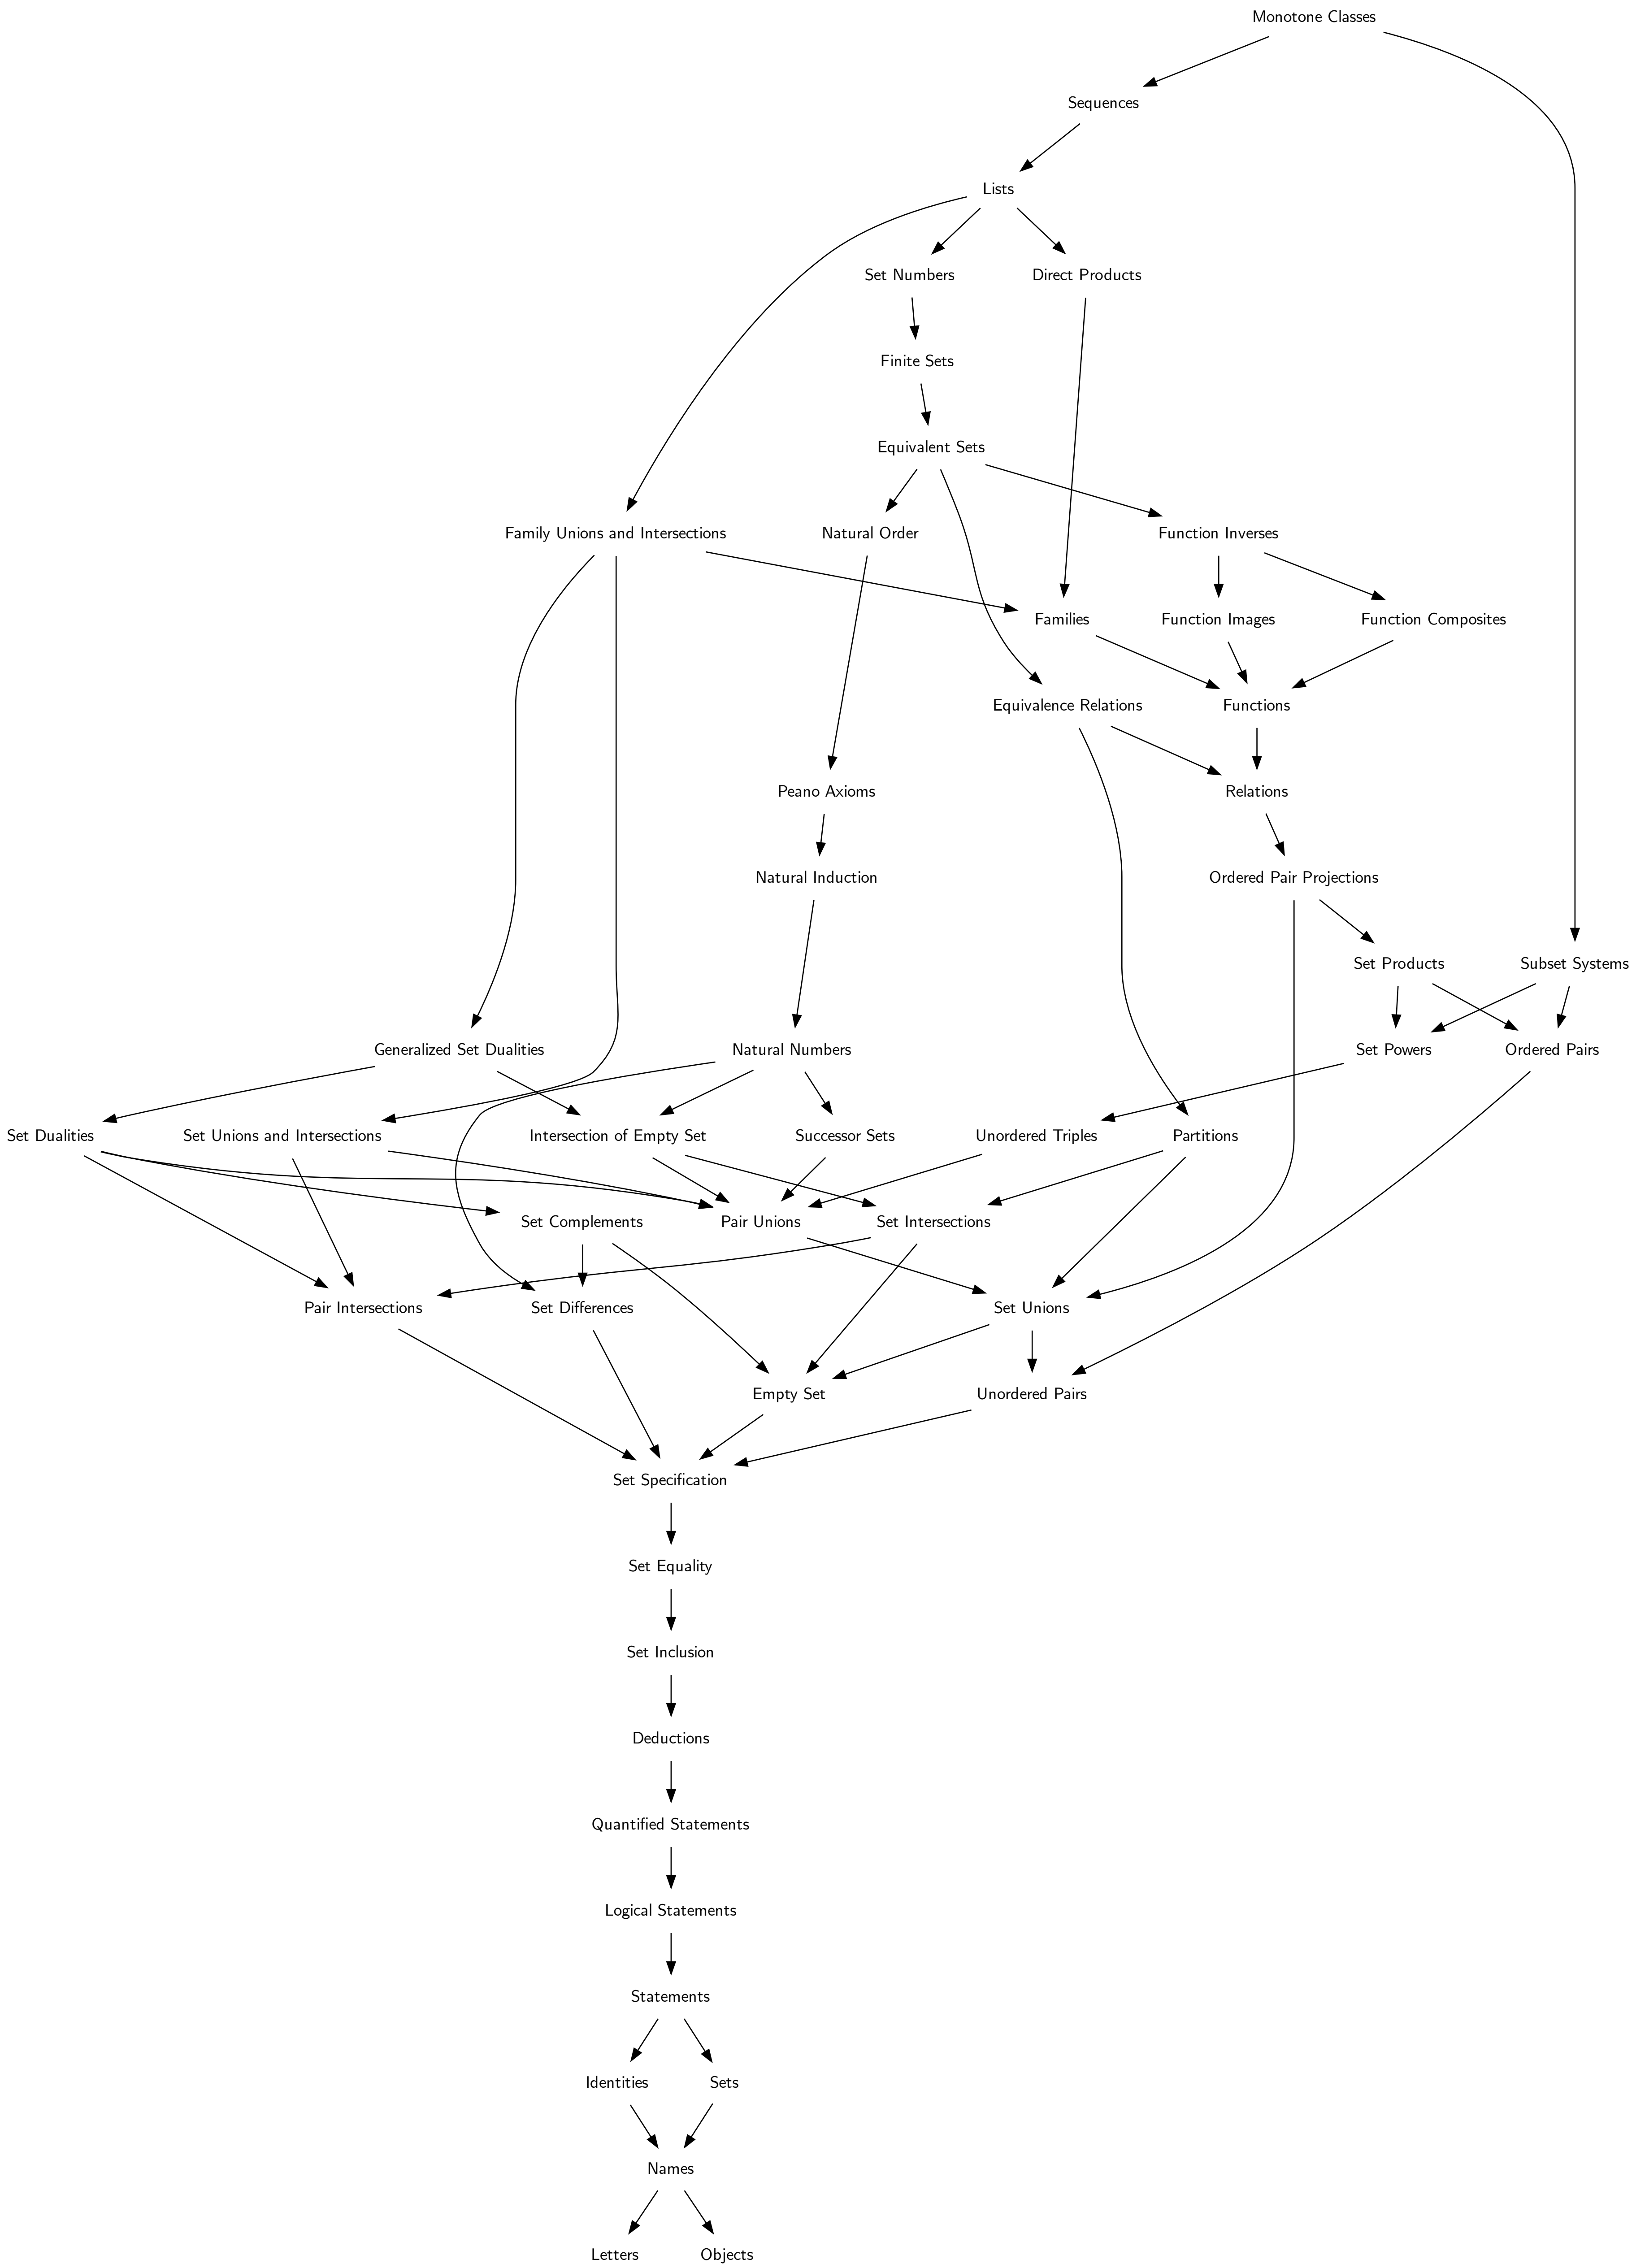 Monotone Classes
Sequences
Lists
Set Numbers
Direct Products
Finite Sets
Equivalent Sets
Family Unions and Intersections
Natural Order
Function Inverses
Families
Function Images
Function Composites
Equivalence Relations
Functions
Peano Axioms
Relations
Natural Induction
Ordered Pair Projections
Set Products
Subset Systems
Generalized Set Dualities
Natural Numbers
Set Powers
Ordered Pairs
Set Dualities
Set Unions and Intersections
Intersection of Empty Set
Successor Sets
Unordered Triples
Partitions
Set Complements
Pair Unions
Set Intersections
Pair Intersections
Set Differences
Set Unions
Empty Set
Unordered Pairs
Set Specification
Set Equality
Set Inclusion
Deductions
Quantified Statements
Logical Statements
Statements
Identities
Sets
Names
Letters
Objects